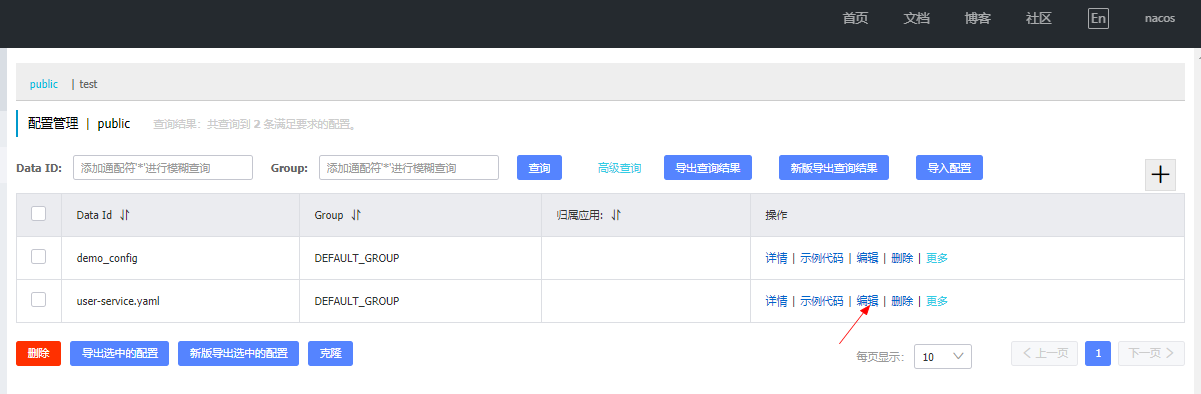 首页 文档 博客 社区 En nacos
public | test
配置管理 | public 查询结果：共查询到 2 条满足要求的配置。
Data ID: 添加通配符'*'进行模糊查询 Group: 添加通配符'*'进行模糊查询 查询 高级查询 导出查询结果 新版导出查询结果 导入配置
Data Id Group 归属应用: 操作
demo_config DEFAULT_GROUP 详情 | 示例代码 | 编辑 | 删除 | 更多
user-service.yaml DEFAULT_GROUP 详情 | 示例代码 | 编辑 | 删除 | 更多
删除 导出选中的配置 新版导出选中的配置 克隆 每页显示: 10 上一页 1 下一页